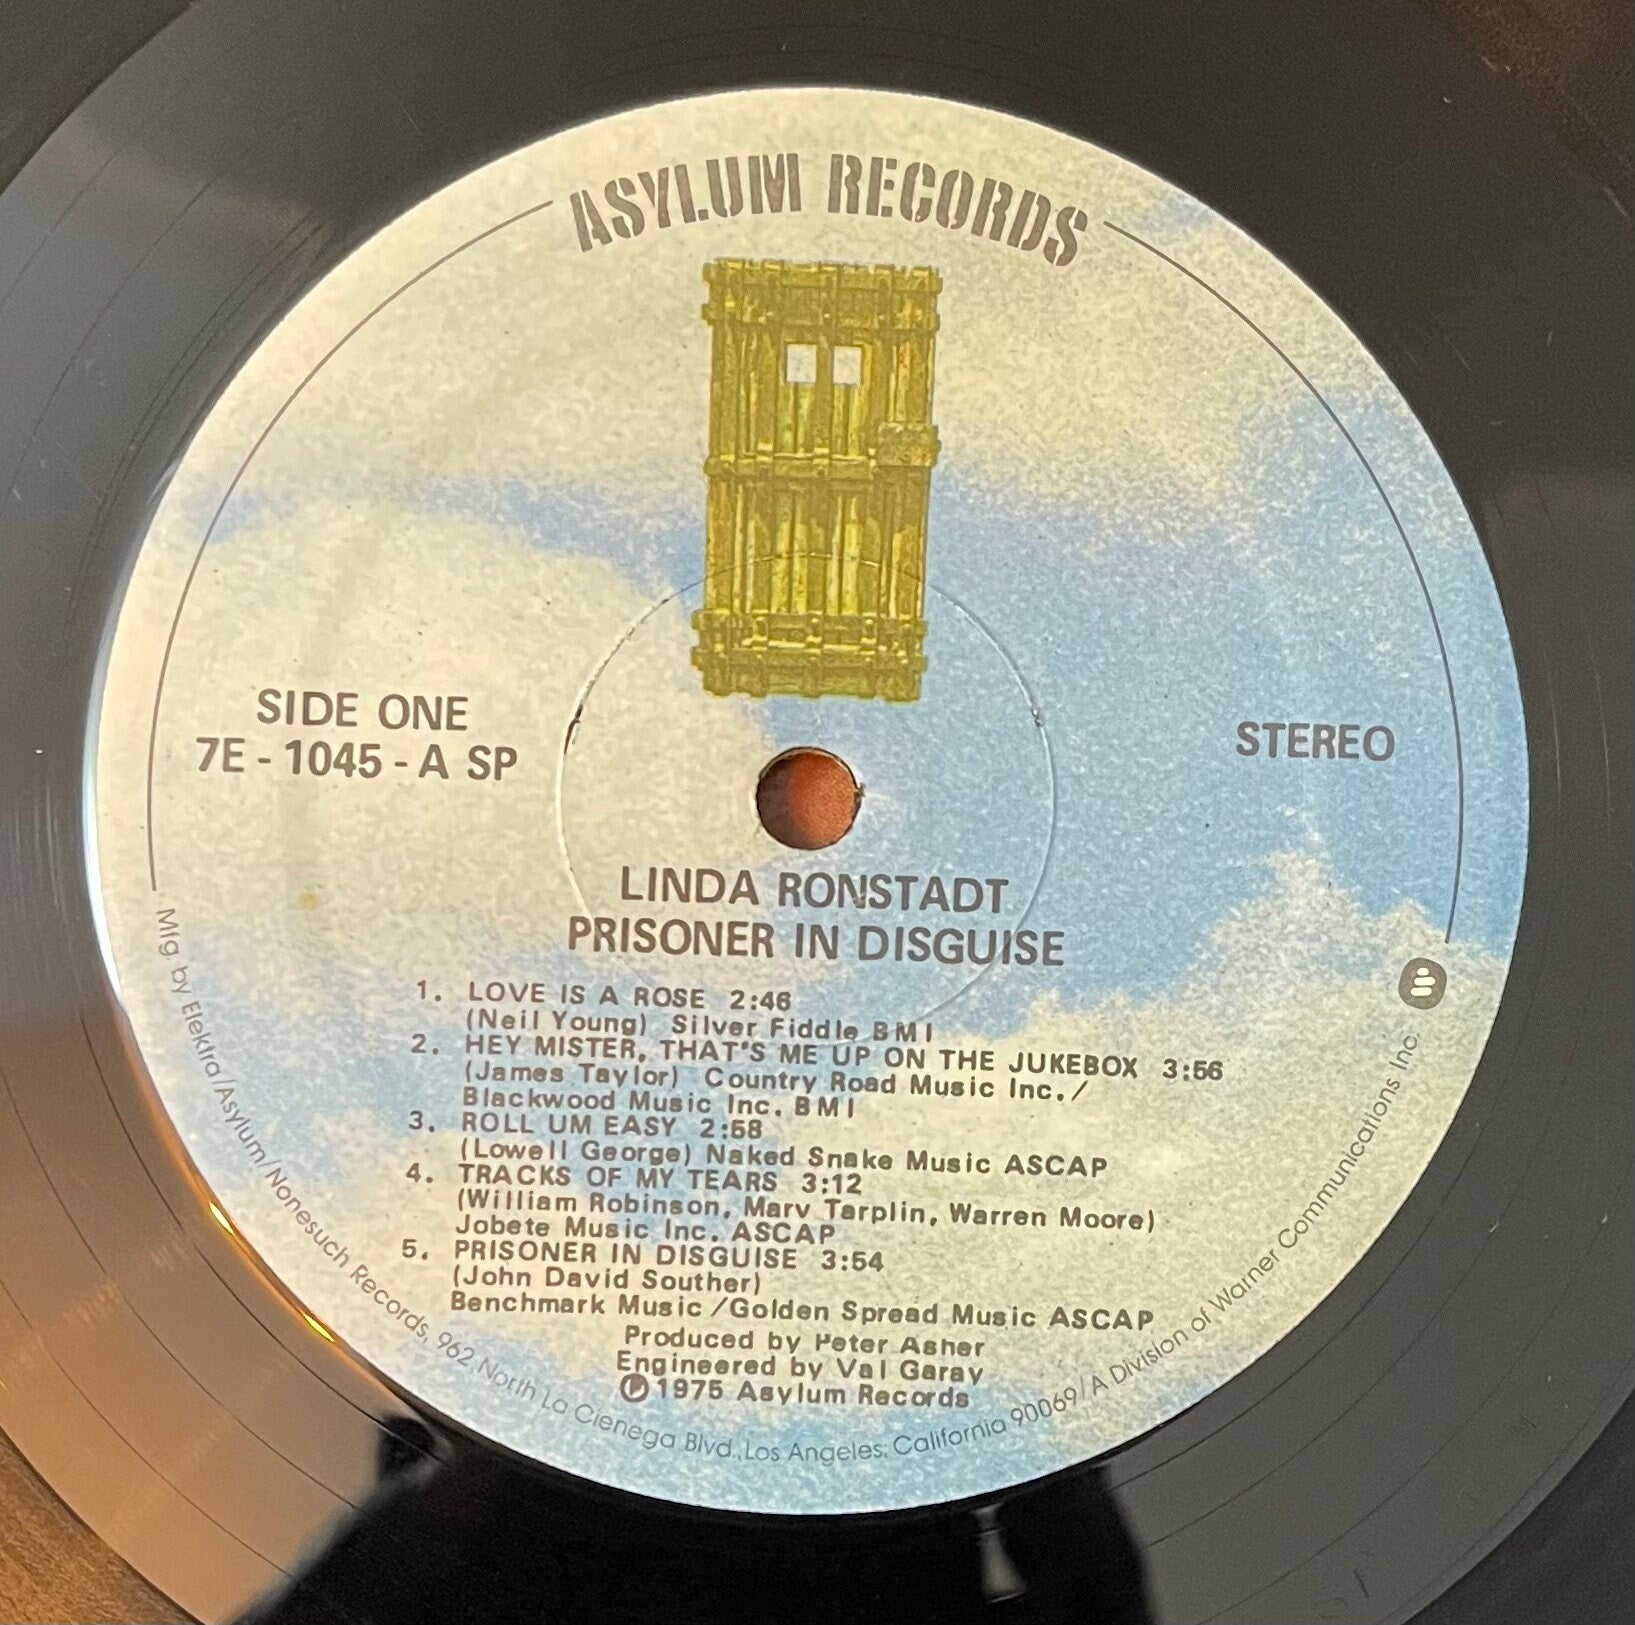 ASYLUM RECORDS
SIDE ONE
7E - 1045 - A SP
STEREO
LINDA RONSTADT
PRISONER IN DISGUISE
1. LOVE IS A ROSE 2:46
(Neil Young) Silver Fiddle BMI
2. HEY MISTER, THAT'S ME UP ON THE JUKEBOX 3:56
(James Taylor) Country Road Music Inc./
Blackwood Music Inc. BMI
3. ROLL UM EASY 2:58
(Lowell George) Naked Snake Music ASCAP
4. TRACKS OF MY TEARS 3:12
(William Robinson, Marv Tarplin, Warren Moore)
Jobete Music Inc. ASCAP
5. PRISONER IN DISGUISE 3:54
(John David Souther)
Benchmark Music /Golden Spread Music ASCAP
Produced by Peter Asher
Engineered by Val Garay
Ⓟ 1975 Asylum Records
Mfg by Elektra/Asylum/Nonesuch Records, 962 North La Cienega Blvd., Los Angeles, California 90069/A Division of Warner Communications Inc.